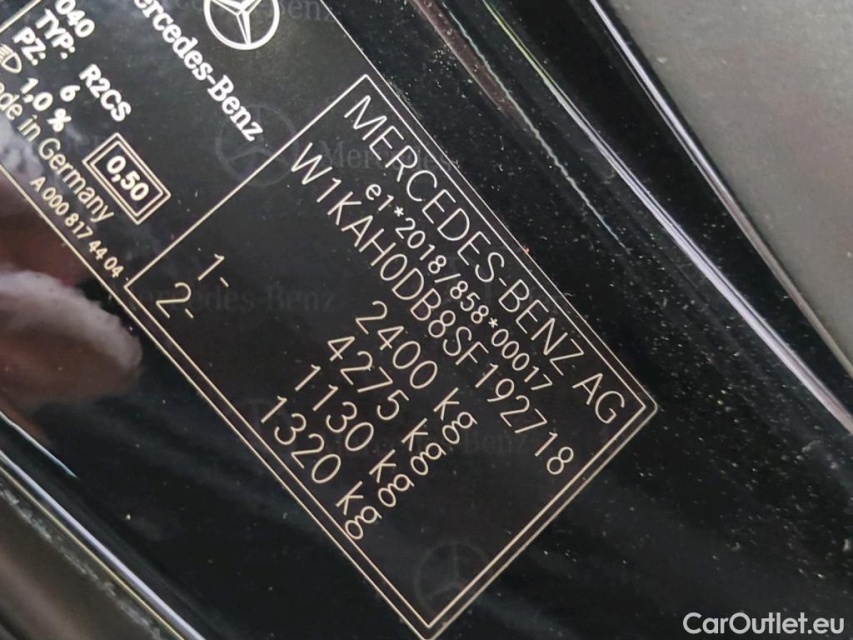 Mercedes-Benz
040
TYP: R2CS
PZ: 6
1,0 %
0,50
Made in Germany
A 000 817 44 04
MERCEDES-BENZ AG
e1*2018/858*00017
W1KAH0DB8SF192718
2400 kg
4275 kg
1- 1130 kg
2- 1320 kg
CarOutlet.eu